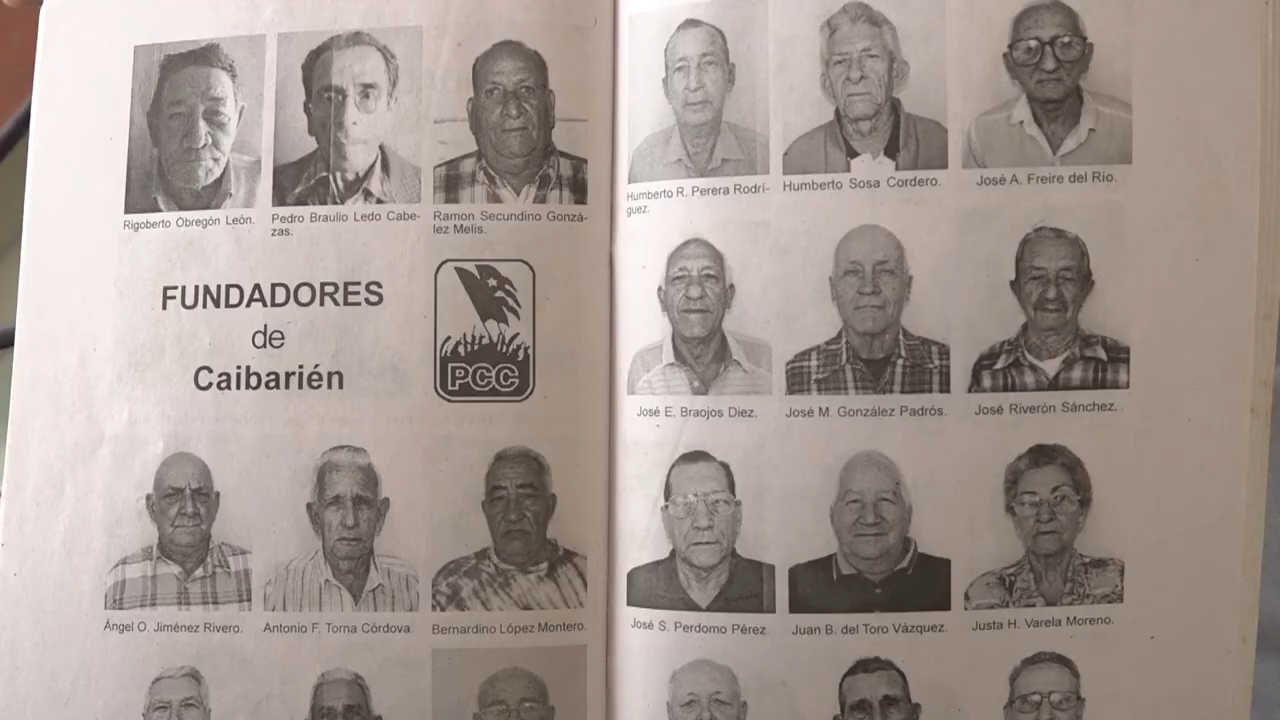 Rigoberto Obregón León.
Pedro Braulio Ledo Cabe-
zas.
Ramon Secundino Gonzá-
lez Melis.
FUNDADORES
de
Caibarién
PCC
Ángel O. Jiménez Rivero.
Antonio F. Torna Córdova.
Bernardino López Montero.
Humberto R. Perera Rodrí-
guez.
Humberto Sosa Cordero.
José A. Freire del Río.
José E. Braojos Diez.
José M. González Padrós.
José Riverón Sánchez.
José S. Perdomo Pérez.
Juan B. del Toro Vázquez.
Justa H. Varela Moreno.